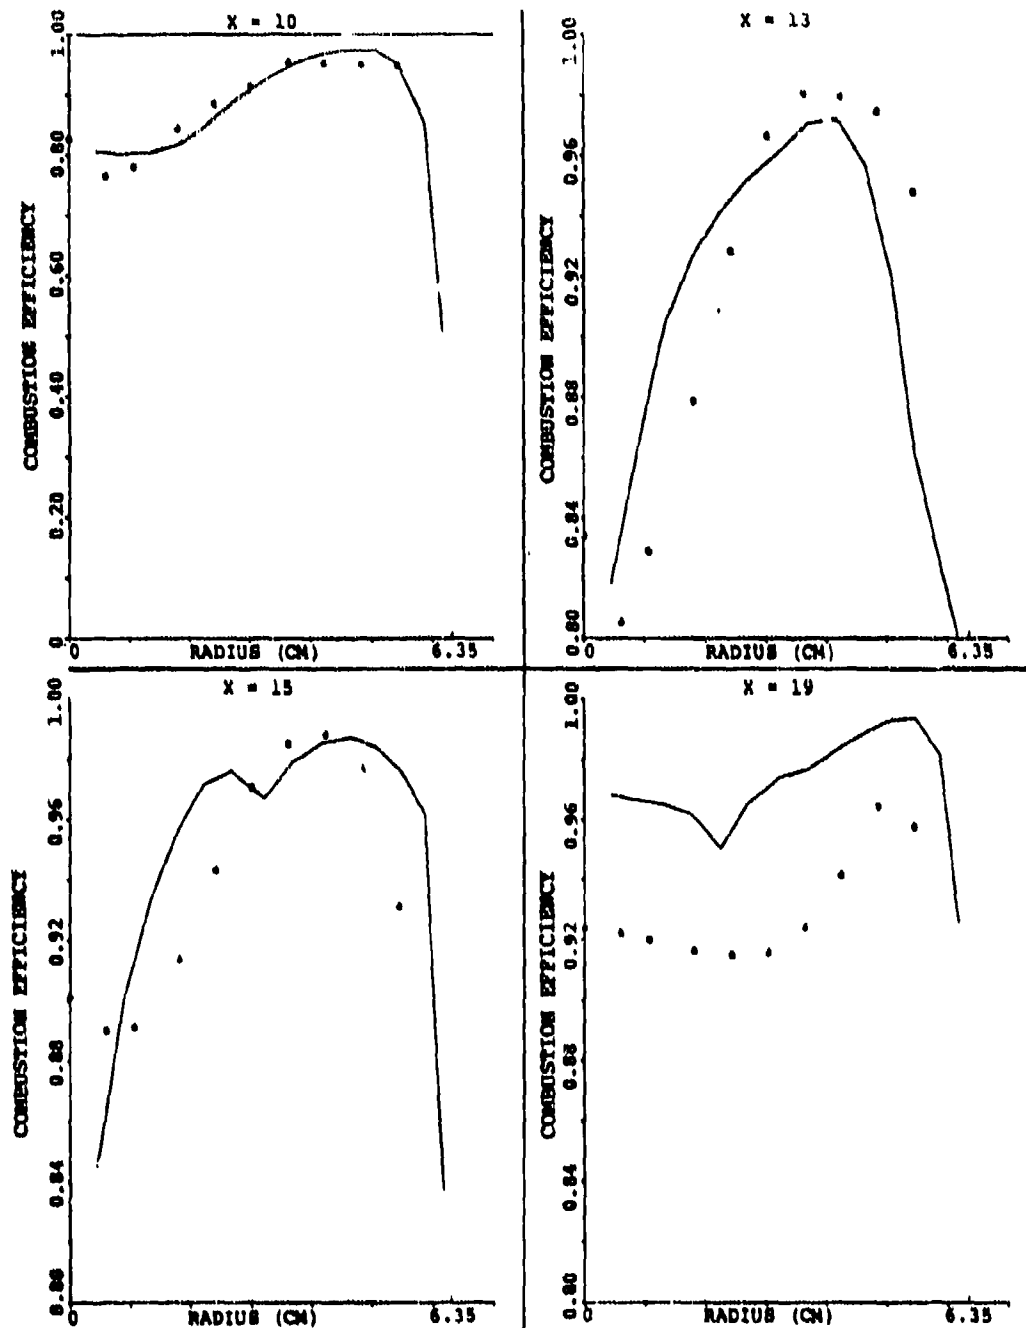 X = 10
1.00
0.80
0.60
0.40
0.20
0.
COMBUSTION EFFICIENCY
RADIUS (CM)
6.35
X = 13
1.00
0.96
0.92
0.88
0.84
0.80
COMBUSTION EFFICIENCY
RADIUS (CM)
6.35
X = 15
1.00
0.96
0.92
0.88
0.84
COMBUSTION EFFICIENCY
0
RADIUS (CM)
6.35
X = 19
1.00
0.96
0.92
0.88
0.84
0.80
COMBUSTION EFFICIENCY
0
RADIUS (CM)
6.35